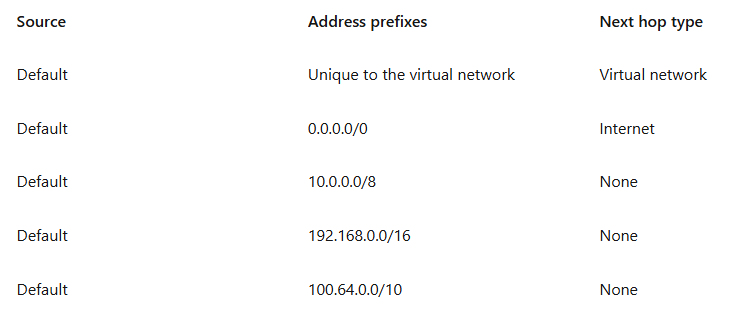 Source Address prefixes Next hop type
Default Unique to the virtual network Virtual network
Default 0.0.0.0/0 Internet
Default 10.0.0.0/8 None
Default 192.168.0.0/16 None
Default 100.64.0.0/10 None